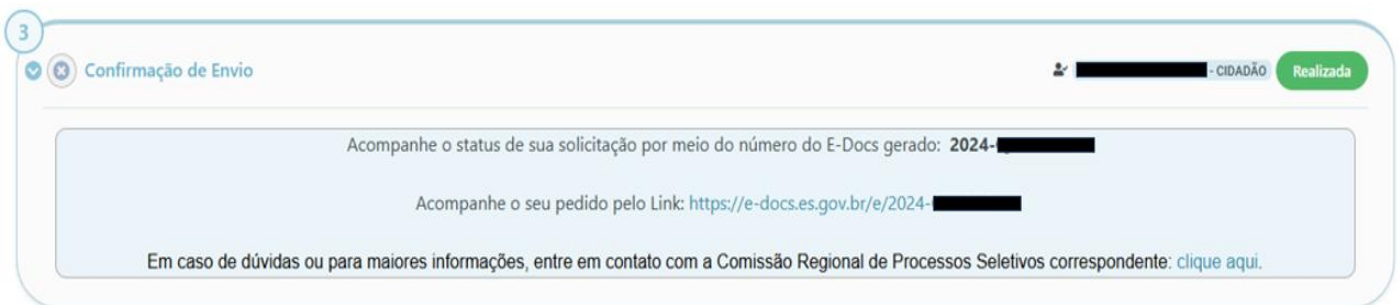 3
Confirmação de Envio
- CIDADÃO
Realizada
Acompanhe o status de sua solicitação por meio do número do E-Docs gerado: 2024-
Acompanhe o seu pedido pelo Link: https://e-docs.es.gov.br/e/2024-
Em caso de dúvidas ou para maiores informações, entre em contato com a Comissão Regional de Processos Seletivos correspondente: clique aqui.